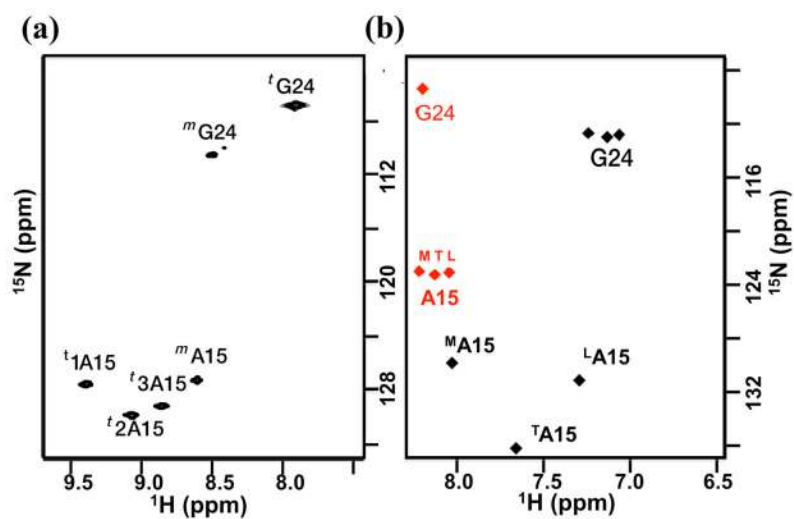 (a)
(b)
ᵗG24
ᵐG24
112
120
128
¹⁵N (ppm)
ᵗ1A15
ᵗ3A15
ᵐA15
ᵗ2A15
9.5 9.0 8.5 8.0
¹H (ppm)
G24
G24
116
124
132
¹⁵N (ppm)
M T L
A15
ᴹA15
ᴸA15
ᵀA15
8.0 7.5 7.0 6.5
¹H (ppm)